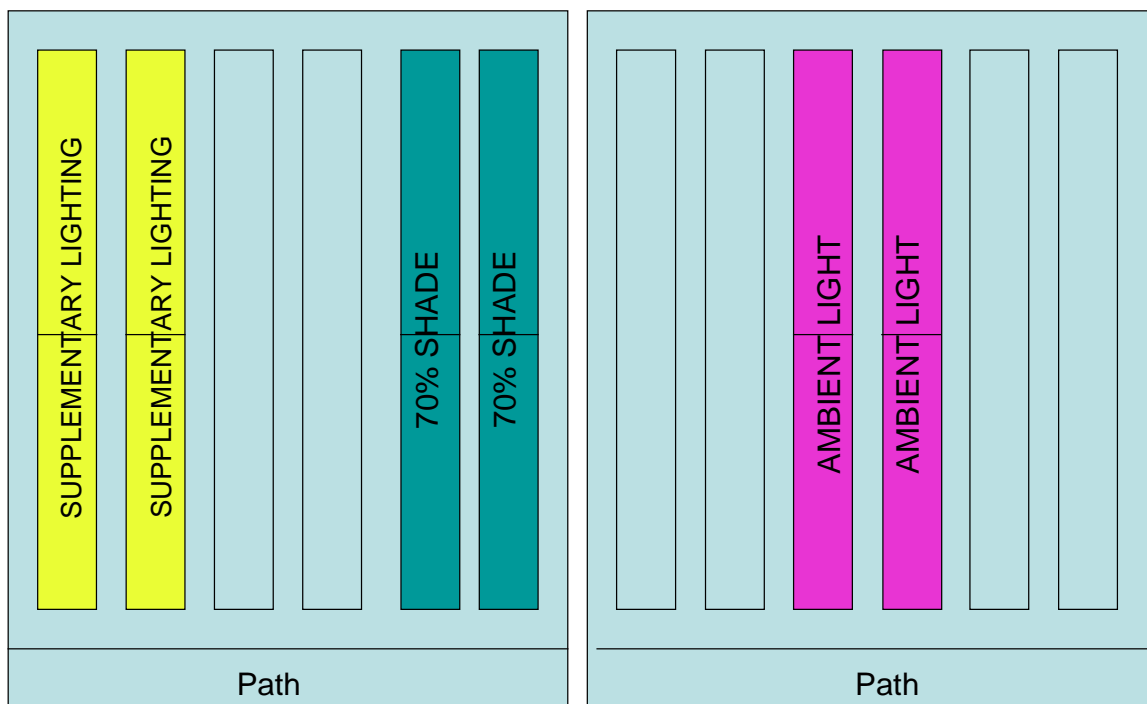 SUPPLEMENTARY LIGHTING
SUPPLEMENTARY LIGHTING
70% SHADE
70% SHADE
AMBIENT LIGHT
AMBIENT LIGHT
Path
Path